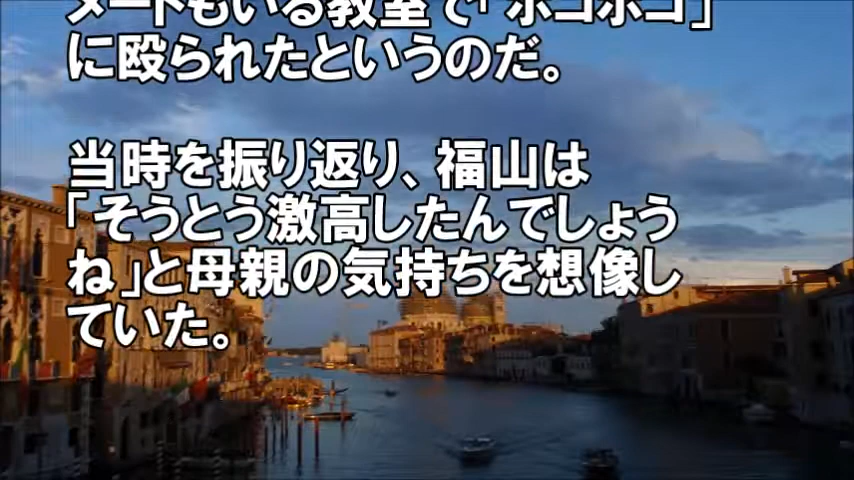 メートもいる教室で「ボコボコ」
に殴られたというのだ。
当時を振り返り、福山は
「そうとう激高したんでしょう
ね」と母親の気持ちを想像し
ていた。